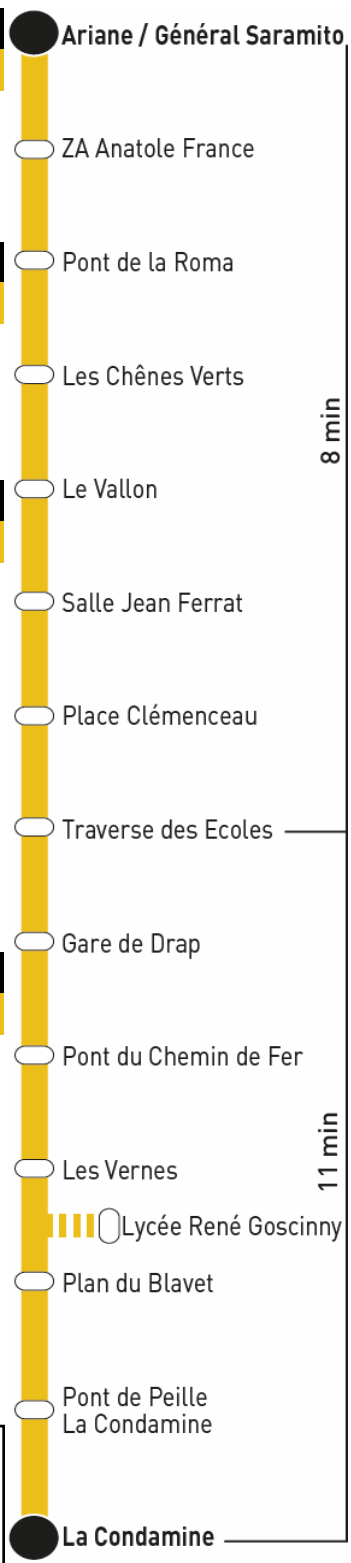 Ariane / Général Saramito
ZA Anatole France
Pont de la Roma
Les Chênes Verts
8 min
Le Vallon
Salle Jean Ferrat
Place Clémenceau
Traverse des Ecoles
Gare de Drap
Pont du Chemin de Fer
11 min
Les Vernes
Lycée René Goscinny
Plan du Blavet
Pont de Peille
La Condamine
La Condamine